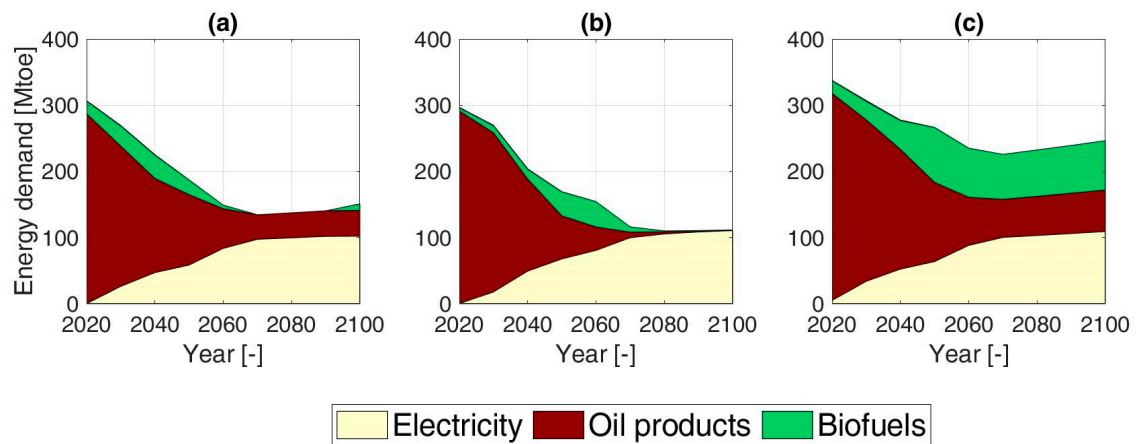 (a) (b) (c)
Energy demand [Mtoe]
400 400 400
300 300 300
200 200 200
100 100 100
0 0 0
2020 2040 2060 2080 2100 2020 2040 2060 2080 2100 2020 2040 2060 2080 2100
Year [-] Year [-] Year [-]
Electricity Oil products Biofuels